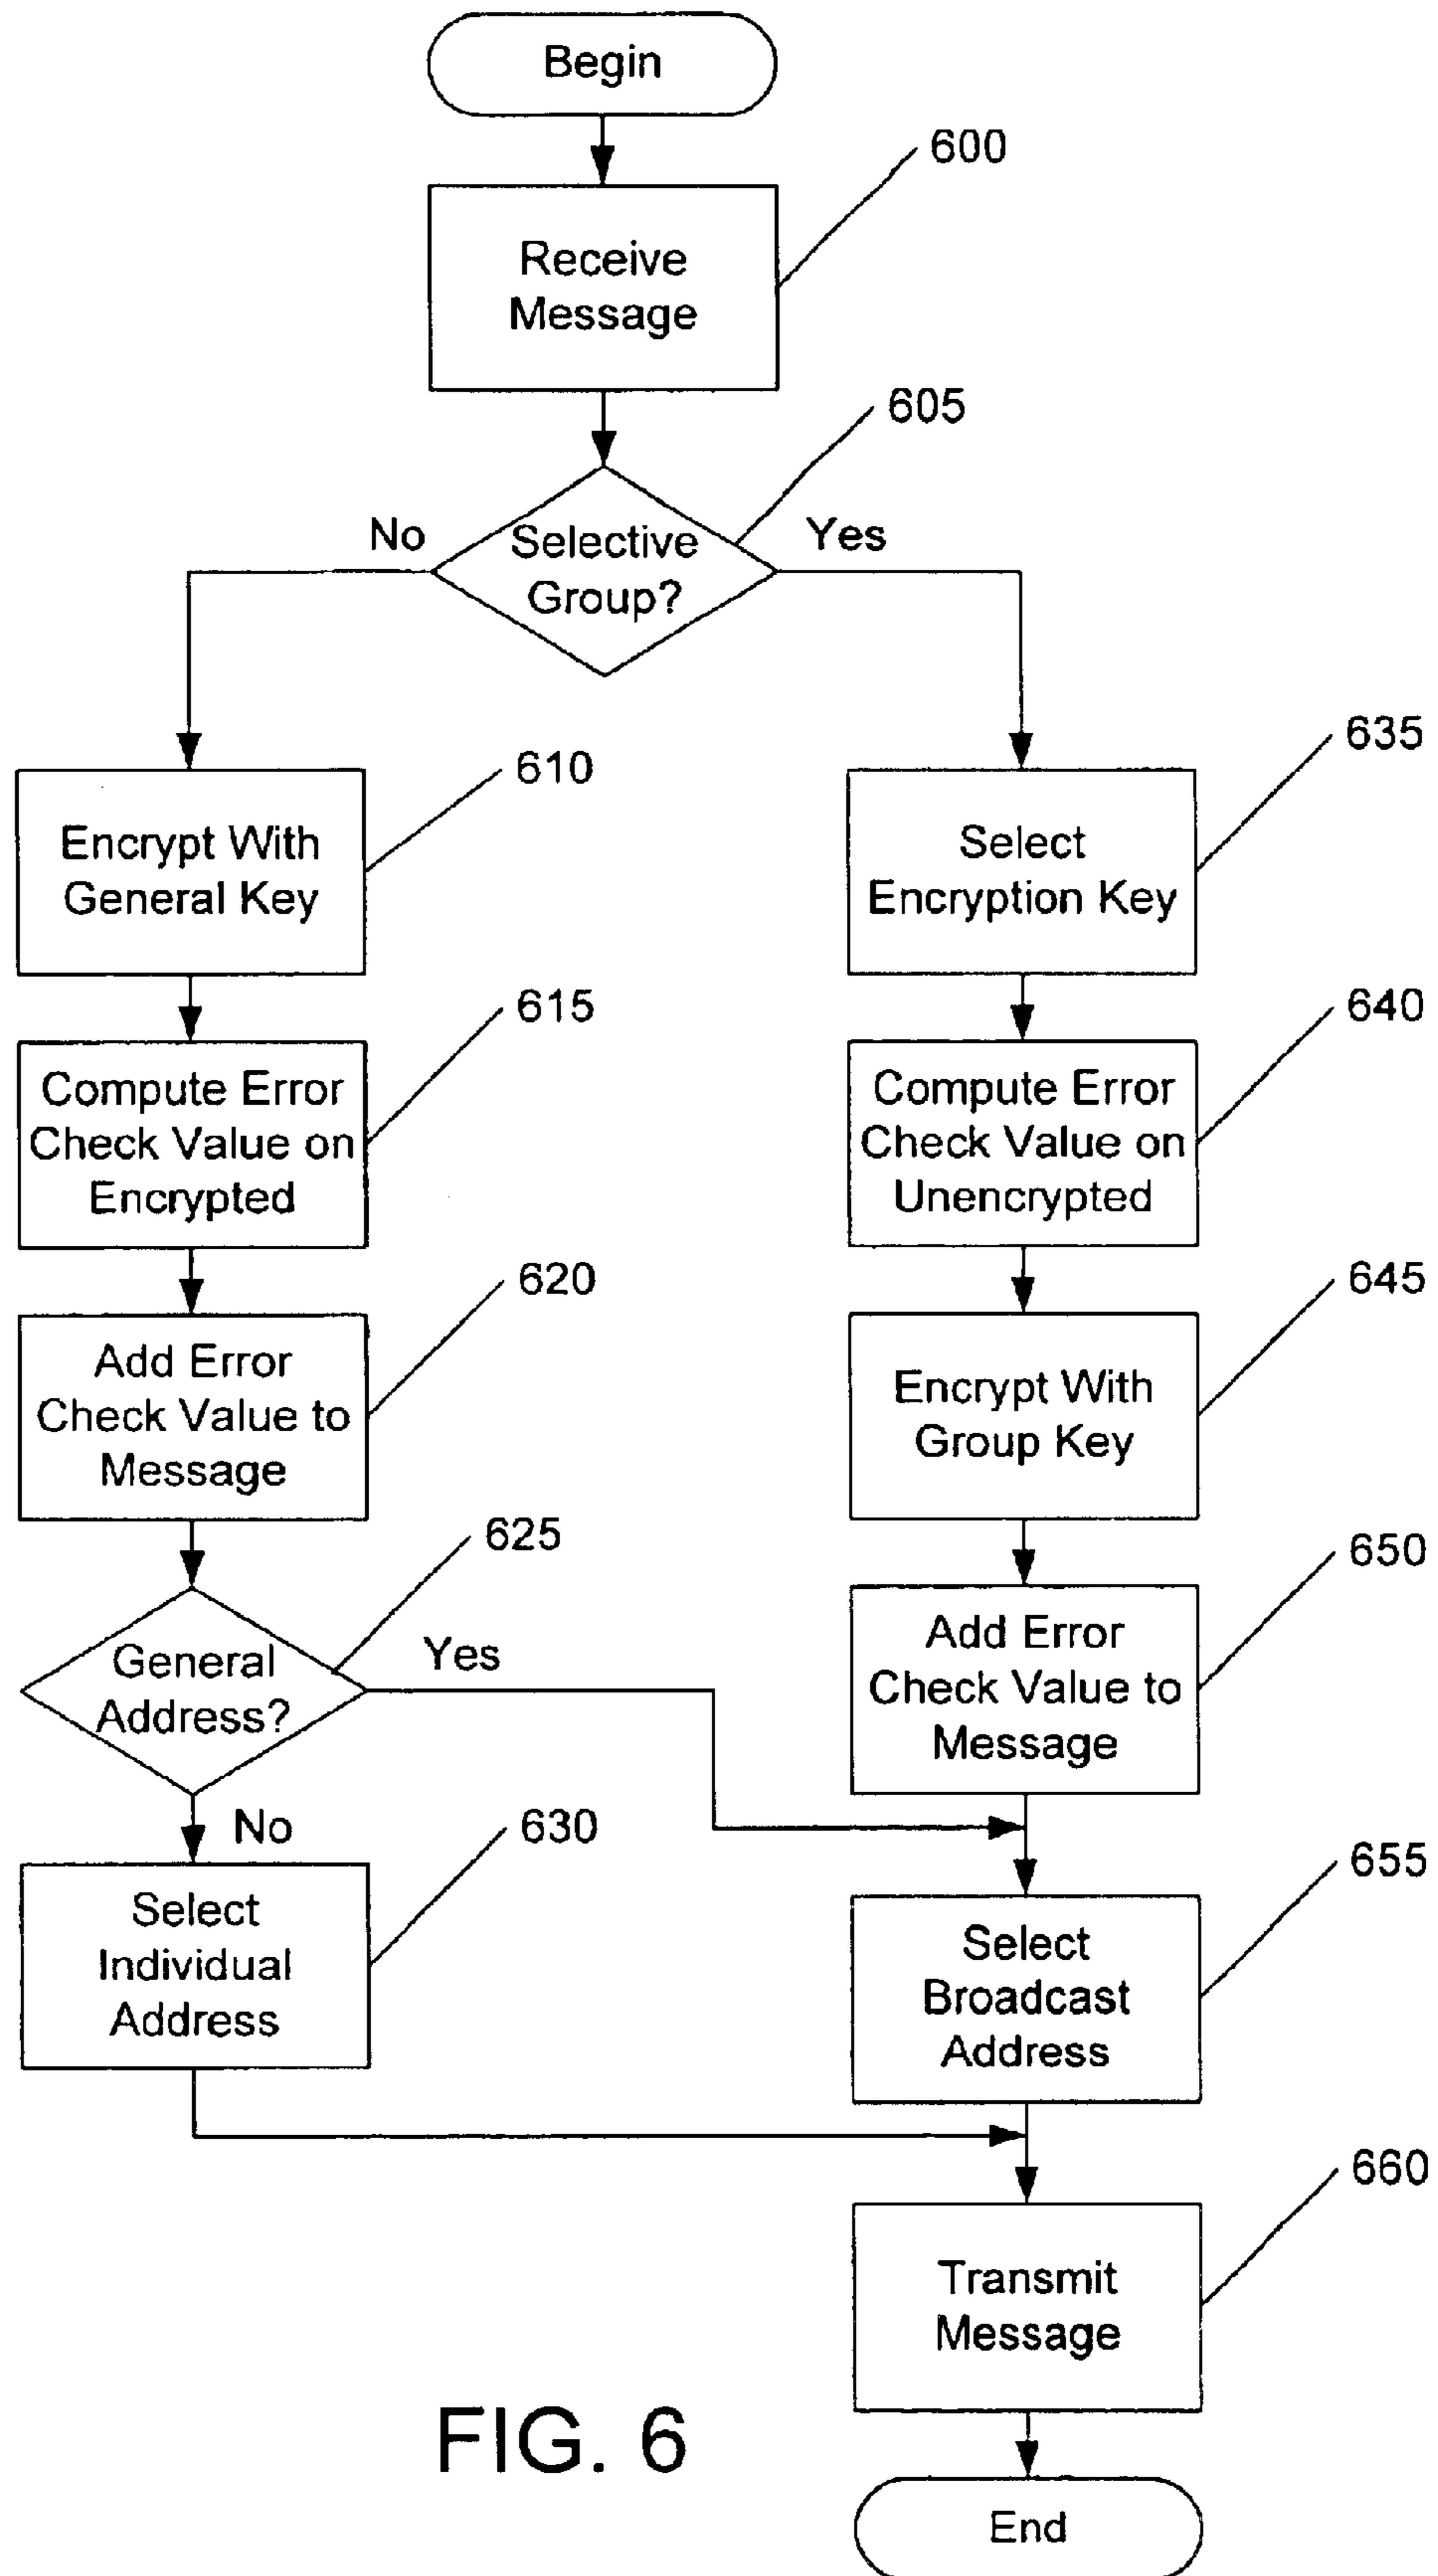 Begin
600
Receive
Message
605
No
Selective
Group?
Yes
610
Encrypt With
General Key
635
Select
Encryption Key
615
Compute Error
Check Value on
Encrypted
640
Compute Error
Check Value on
Unencrypted
620
Add Error
Check Value to
Message
645
Encrypt With
Group Key
625
General
Address?
Yes
650
Add Error
Check Value to
Message
No
630
Select
Individual
Address
655
Select
Broadcast
Address
660
Transmit
Message
FIG. 6
End